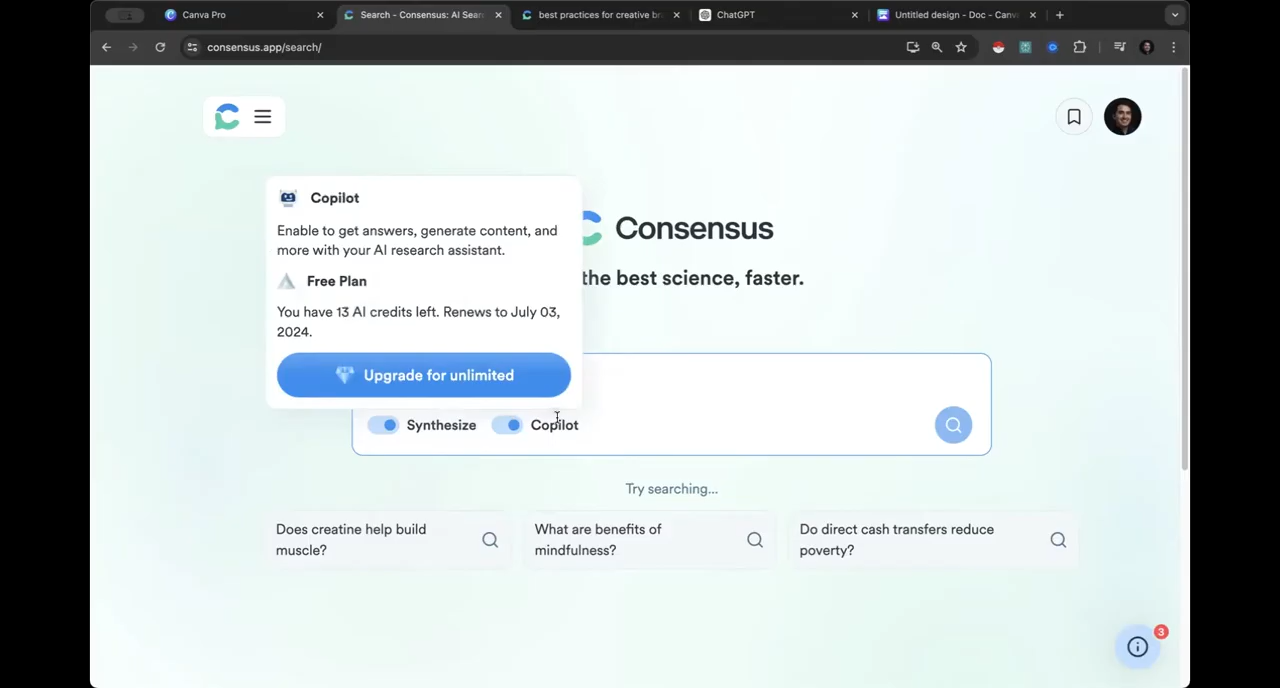 Canva Pro
Search - Consensus: AI Sear
best practices for creative br
ChatGPT
Untitled design - Doc - Canva
consensus.app/search/
Copilot
Enable to get answers, generate content, and
more with your AI research assistant.
Free Plan
You have 13 AI credits left. Renews to July 03,
2024.
Upgrade for unlimited
Consensus
the best science, faster.
Synthesize
Copilot
Try searching...
Does creatine help build
muscle?
What are benefits of
mindfulness?
Do direct cash transfers reduce
poverty?
3